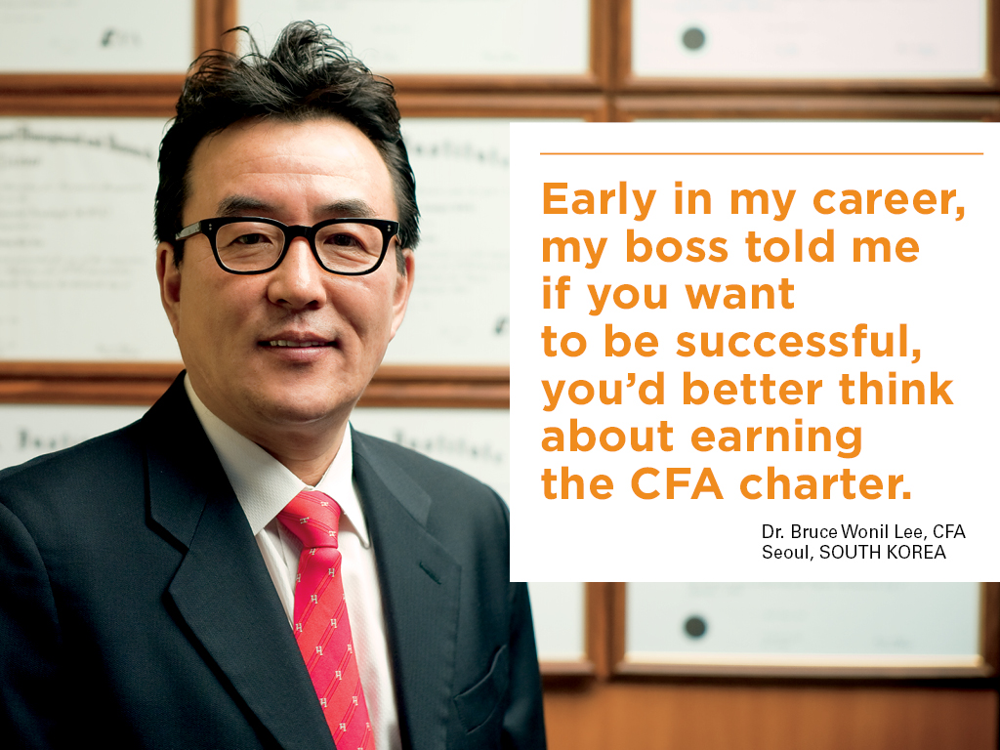 Early in my career,
my boss told me
if you want
to be successful,
you'd better think
about earning
the CFA charter.
Dr. Bruce Wonil Lee, CFA
Seoul, SOUTH KOREA